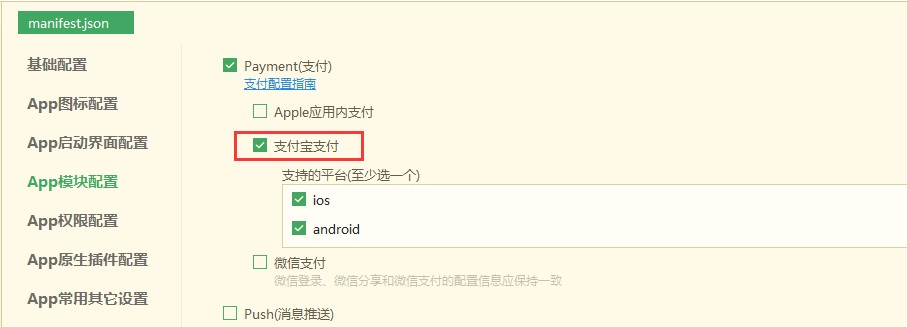 manifest.json
基础配置
App图标配置
App启动界面配置
App模块配置
App权限配置
App原生插件配置
App常用其它设置
Payment(支付)
支付配置指南
Apple应用内支付
支付宝支付
支持的平台(至少选一个)
ios
android
微信支付
微信登录、微信分享和微信支付的配置信息应保持一致
Push(消息推送)